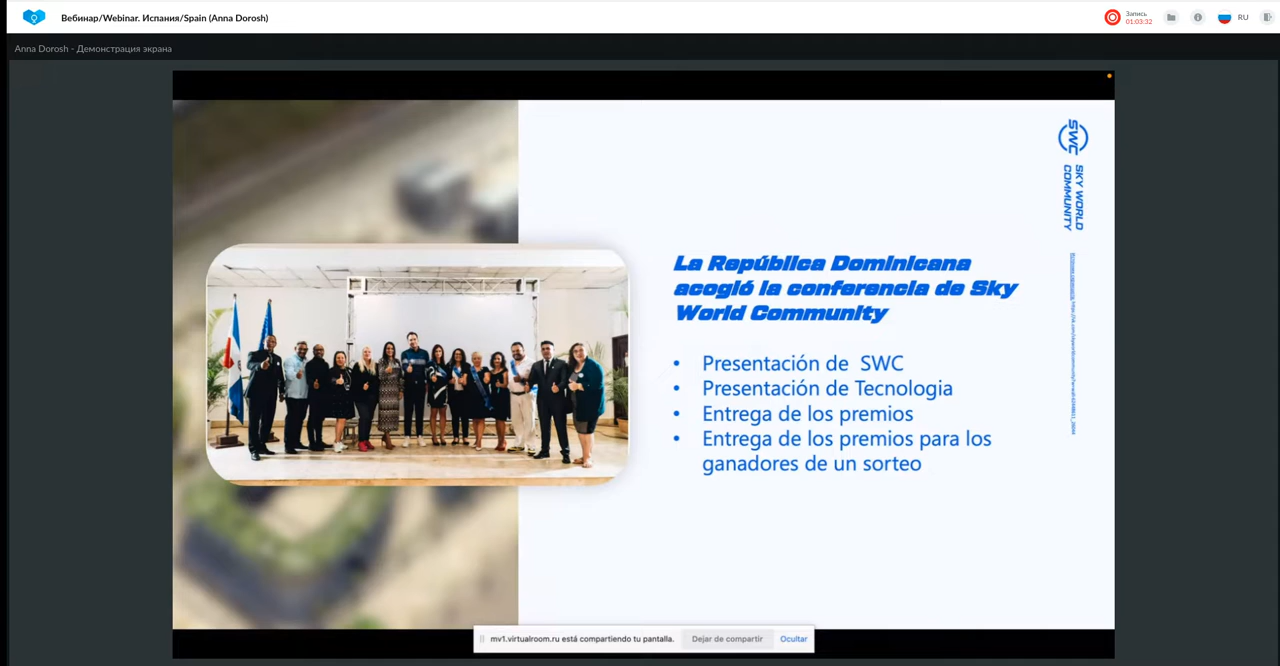 Вебинар/Webinar. Испания/Spain (Anna Dorosh)
Запись
01:03:32
RU
Anna Dorosh - Демонстрация экрана
SWC
SKY WORLD
COMMUNITY
La República Dominicana
acogió la conferencia de Sky
World Community
• Presentación de SWC
• Presentación de Tecnologia
• Entrega de los premios
• Entrega de los premios para los
ganadores de un sorteo
mv1.virtualroom.ru está compartiendo tu pantalla.
Dejar de compartir
Ocultar